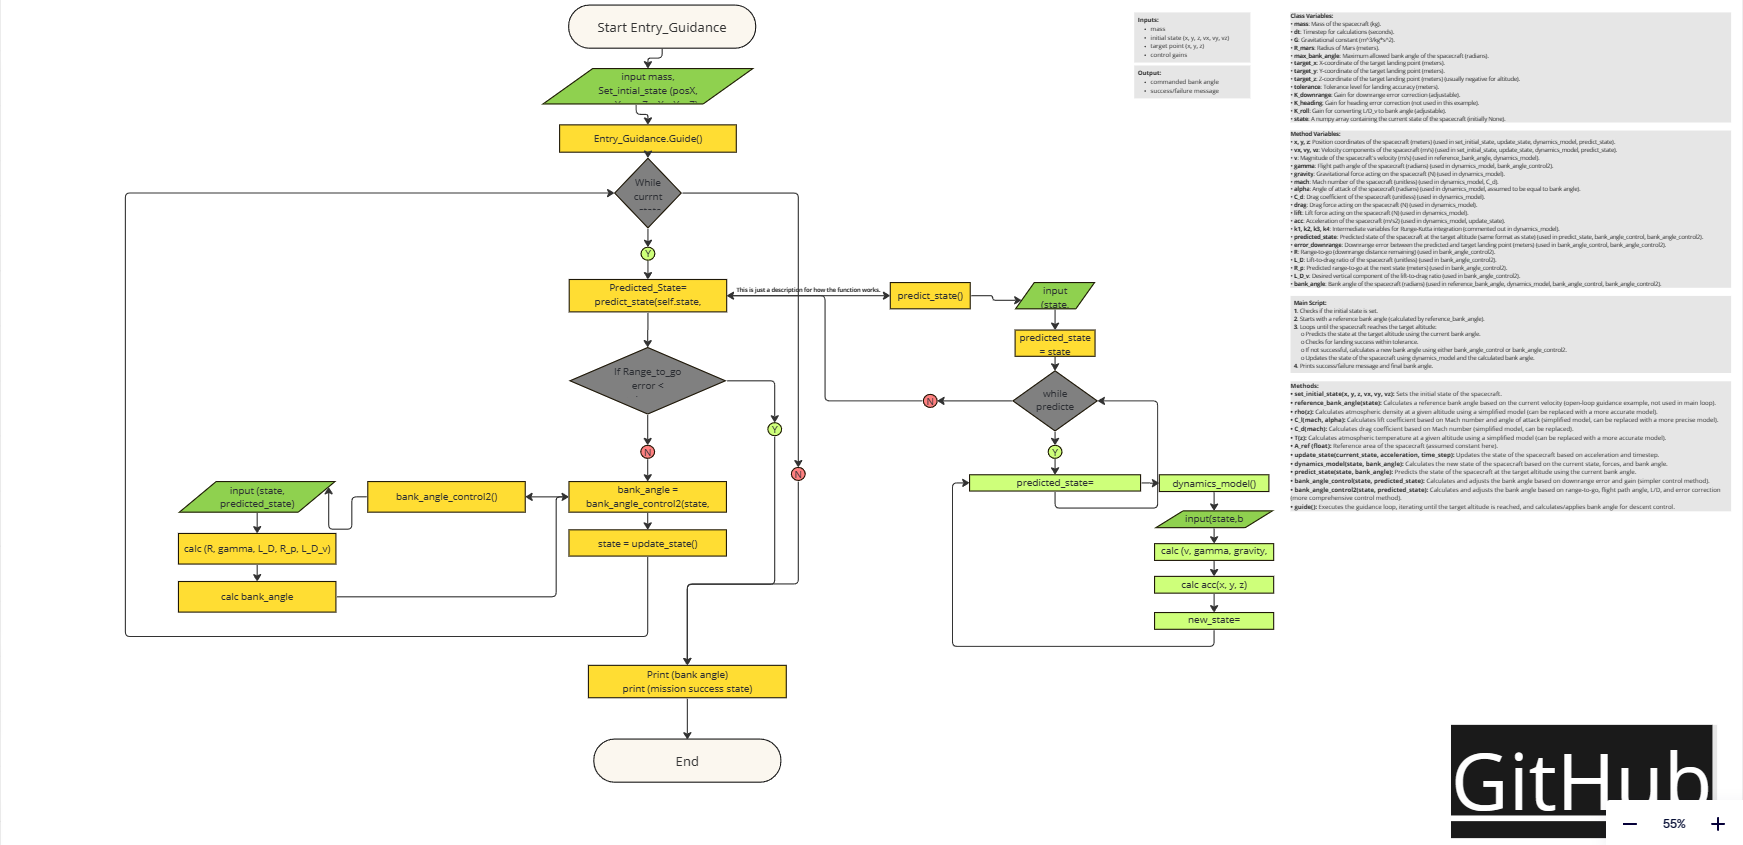 Start Entry_Guidance
input mass,
Set_intial_state (posX,
Entry_Guidance.Guide()
While
currnt
Y
Predicted_State=
predict_state(self.state,
This is just a description for how the function works.
predict_state()
input
(state,
predicted_state
= state
If Range_to_go
error <
while
predicte
N
Y
Y
N
N
input (state,
predicted_state)
bank_angle_control2()
bank_angle =
bank_angle_control2(state,
predicted_state=
dynamics_model()
input(state,b
calc (R, gamma, L_D, R_p, L_D_v)
state = update_state()
calc (v, gamma, gravity,
calc bank_angle
calc acc(x, y, z)
new_state=
Print (bank angle)
print (mission success state)
End
Inputs:
• mass
• initial state (x, y, z, vx, vy, vz)
• target point (x, y, z)
• control gains
Output:
• commanded bank angle
• success/failure message
Class Variables:
• mass: Mass of the spacecraft (kg).
• dt: Timestep for calculations (seconds).
• G: Gravitational constant (m^3/kg*s^2).
• R_mars: Radius of Mars (meters).
• max_bank_angle: Maximum allowed bank angle of the spacecraft (radians).
• target_x: X-coordinate of the target landing point (meters).
• target_y: Y-coordinate of the target landing point (meters).
• target_z: Z-coordinate of the target landing point (meters) (usually negative for altitude).
• tolerance: Tolerance level for landing accuracy (meters).
• K_downrange: Gain for downrange error correction (adjustable).
• K_heading: Gain for heading error correction (not used in this example).
• K_roll: Gain for converting L/D_v to bank angle (adjustable).
• state: A numpy array containing the current state of the spacecraft (initially None).
Method Variables:
• x, y, z: Position coordinates of the spacecraft (meters) (used in set_initial_state, update_state, dynamics_model, predict_state).
• vx, vy, vz: Velocity components of the spacecraft (m/s) (used in set_initial_state, update_state, dynamics_model, predict_state).
• v: Magnitude of the spacecraft's velocity (m/s) (used in reference_bank_angle, dynamics_model).
• gamma: Flight path angle of the spacecraft (radians) (used in dynamics_model, bank_angle_control2).
• gravity: Gravitational force acting on the spacecraft (N) (used in dynamics_model).
• mach: Mach number of the spacecraft (unitless) (used in dynamics_model, C_d).
• alpha: Angle of attack of the spacecraft (radians) (used in dynamics_model, assumed to be equal to bank angle).
• C_d: Drag coefficient of the spacecraft (unitless) (used in dynamics_model).
• drag: Drag force acting on the spacecraft (N) (used in dynamics_model).
• lift: Lift force acting on the spacecraft (N) (used in dynamics_model).
• acc: Acceleration of the spacecraft (m/s2) (used in dynamics_model, update_state).
• k1, k2, k3, k4: Intermediate variables for Runge-Kutta integration (commented out in dynamics_model).
• predicted_state: Predicted state of the spacecraft at the target altitude (same format as state) (used in predict_state, bank_angle_control, bank_angle_control2).
• error_downrange: Downrange error between the predicted and target landing point (meters) (used in bank_angle_control, bank_angle_control2).
• R: Range-to-go (downrange distance remaining) (used in bank_angle_control2).
• L_D: Lift-to-drag ratio of the spacecraft (unitless) (used in bank_angle_control2).
• R_p: Predicted range-to-go at the next state (meters) (used in bank_angle_control2).
• L_D_v: Desired vertical component of the lift-to-drag ratio (used in bank_angle_control2).
• bank_angle: Bank angle of the spacecraft (radians) (used in reference_bank_angle, dynamics_model, bank_angle_control, bank_angle_control2).
Main Script:
1. Checks if the initial state is set.
2. Starts with a reference bank angle (calculated by reference_bank_angle).
3. Loops until the spacecraft reaches the target altitude:
o Predicts the state at the target altitude using the current bank angle.
o Checks for landing success within tolerance.
o If not successful, calculates a new bank angle using either bank_angle_control or bank_angle_control2.
o Updates the state of the spacecraft using dynamics_model and the calculated bank angle.
4. Prints success/failure message and final bank angle.
Methods:
• set_initial_state(x, y, z, vx, vy, vz): Sets the initial state of the spacecraft.
• reference_bank_angle(state): Calculates a reference bank angle based on the current velocity (open-loop guidance example, not used in main loop).
• rho(z): Calculates atmospheric density at a given altitude using a simplified model (can be replaced with a more accurate model).
• C_l(mach, alpha): Calculates lift coefficient based on Mach number and angle of attack (simplified model, can be replaced with a more precise model).
• C_d(mach): Calculates drag coefficient based on Mach number (simplified model, can be replaced).
• T(z): Calculates atmospheric temperature at a given altitude using a simplified model (can be replaced with a more accurate model).
• A_ref (float): Reference area of the spacecraft (assumed constant here).
• update_state(current_state, acceleration, time_step): Updates the state of the spacecraft based on acceleration and timestep.
• dynamics_model(state, bank_angle): Calculates the new state of the spacecraft based on the current state, forces, and bank angle.
• predict_state(state, bank_angle): Predicts the state of the spacecraft at the target altitude using the current bank angle.
• bank_angle_control(state, predicted_state): Calculates and adjusts the bank angle based on downrange error and gain (simpler control method).
• bank_angle_control2(state, predicted_state): Calculates and adjusts the bank angle based on range-to-go, flight path angle, L/D, and error correction
(more comprehensive control method).
• guide(): Executes the guidance loop, iterating until the target altitude is reached, and calculates/applies bank angle for descent control.
GitHub
55%